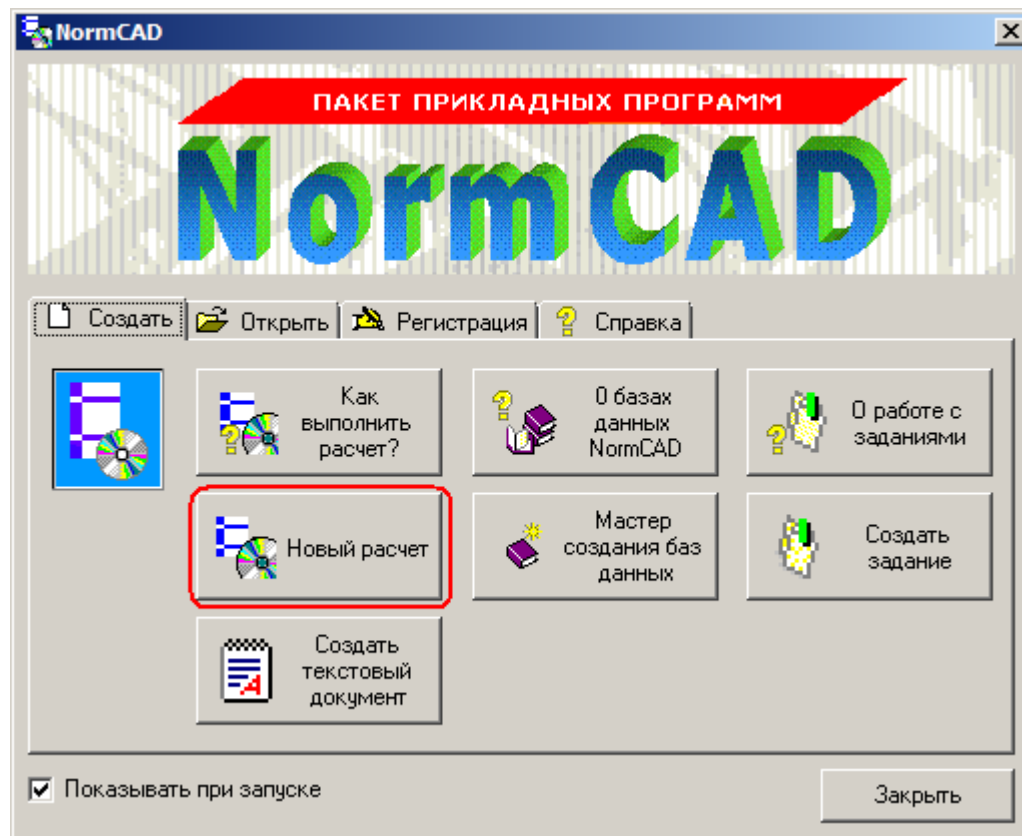 NormCAD
ПАКЕТ ПРИКЛАДНЫХ ПРОГРАММ
NormCAD
Создать
Открыть
Регистрация
Справка
Как
выполнить
расчет?
О базах
данных
NormCAD
О работе с
заданиями
Новый расчет
Мастер
создания баз
данных
Создать
задание
Создать
текстовый
документ
Показывать при запуске
Закрыть